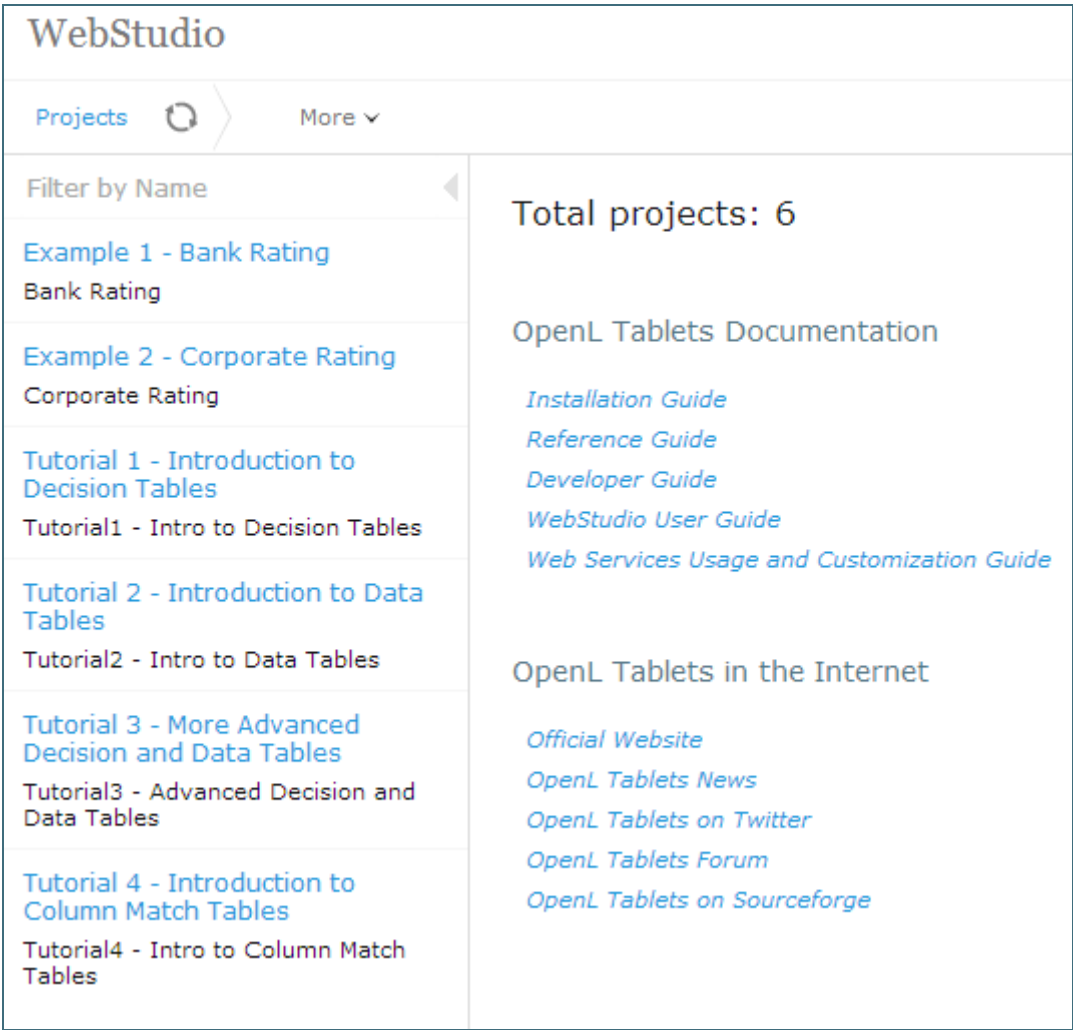 WebStudio
Projects
More
Filter by Name
Example 1 - Bank Rating
Bank Rating
Example 2 - Corporate Rating
Corporate Rating
Tutorial 1 - Introduction to
Decision Tables
Tutorial1 - Intro to Decision Tables
Tutorial 2 - Introduction to Data
Tables
Tutorial2 - Intro to Data Tables
Tutorial 3 - More Advanced
Decision and Data Tables
Tutorial3 - Advanced Decision and
Data Tables
Tutorial 4 - Introduction to
Column Match Tables
Tutorial4 - Intro to Column Match
Tables
Total projects: 6
OpenL Tablets Documentation
Installation Guide
Reference Guide
Developer Guide
WebStudio User Guide
Web Services Usage and Customization Guide
OpenL Tablets in the Internet
Official Website
OpenL Tablets News
OpenL Tablets on Twitter
OpenL Tablets Forum
OpenL Tablets on Sourceforge